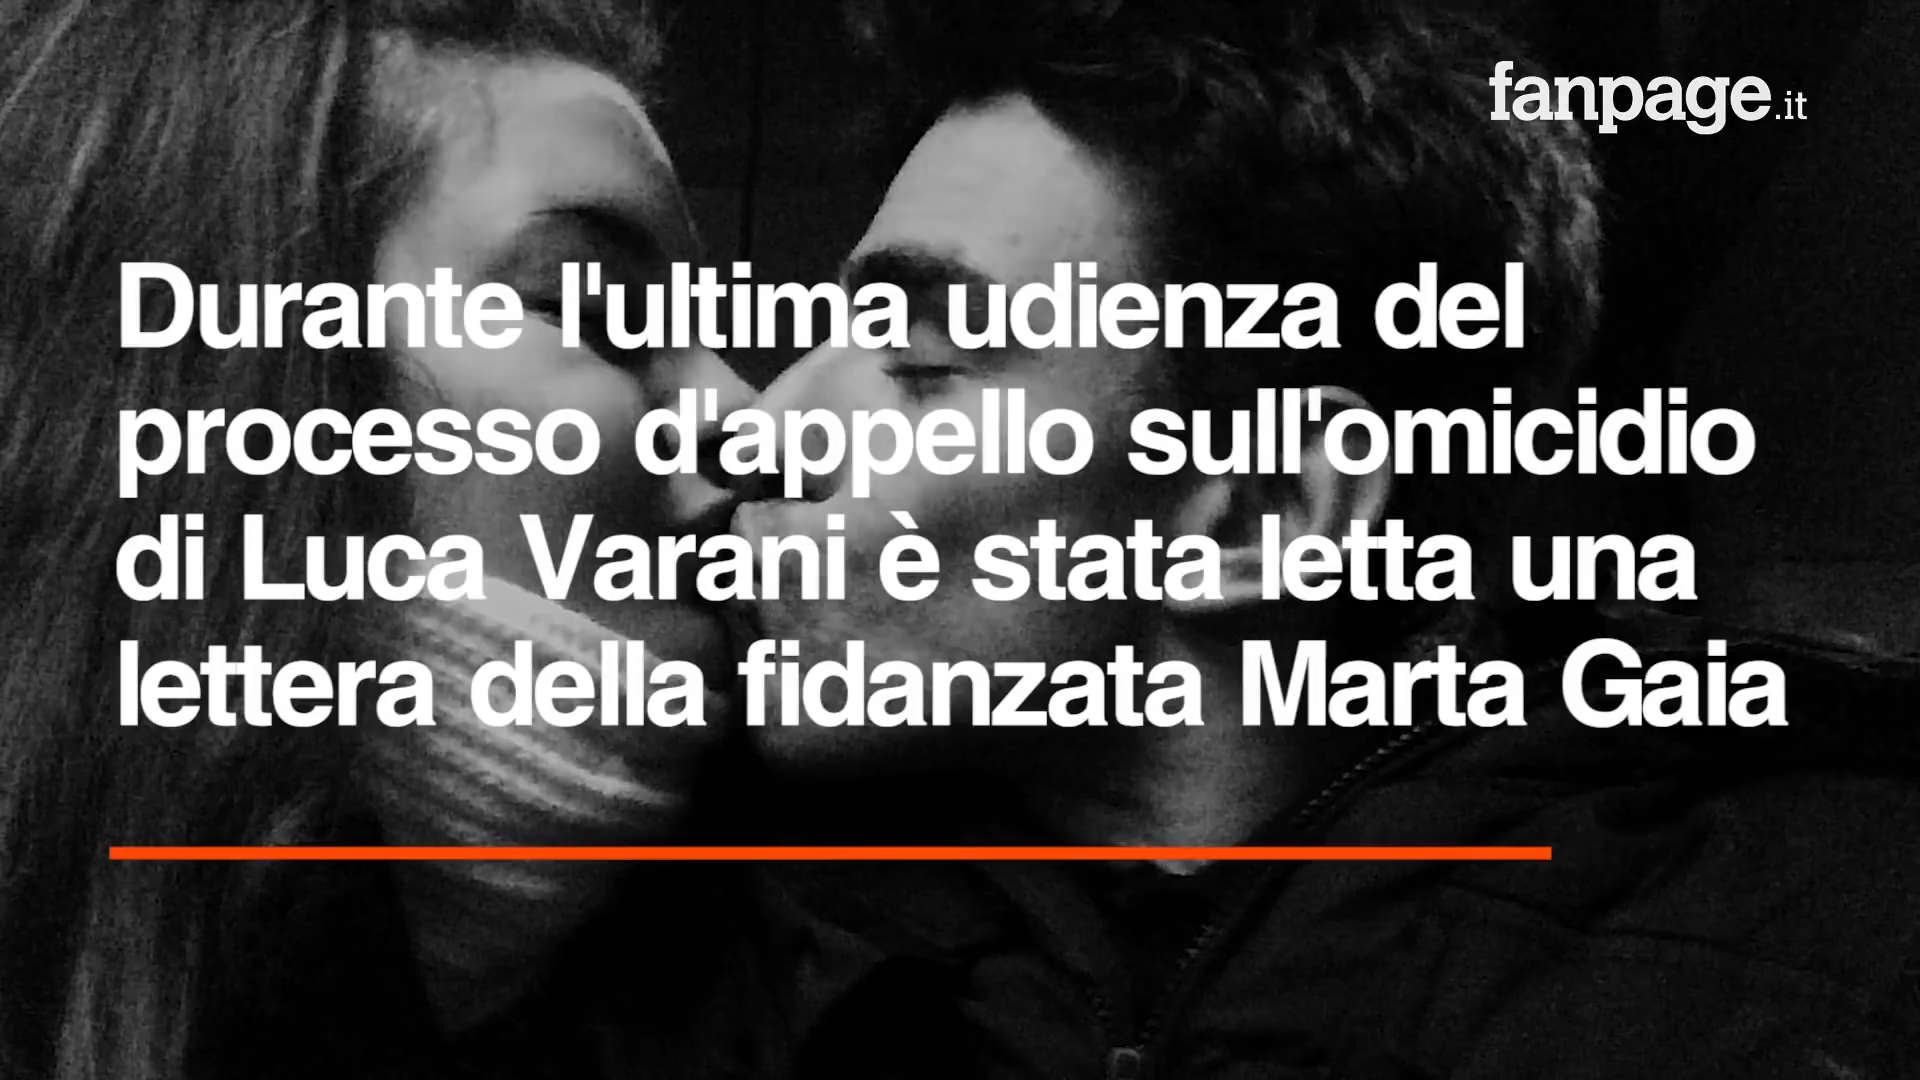 fanpage.it
Durante l'ultima udienza del
processo d'appello sull'omicidio
di Luca Varani è stata letta una
lettera della fidanzata Marta Gaia